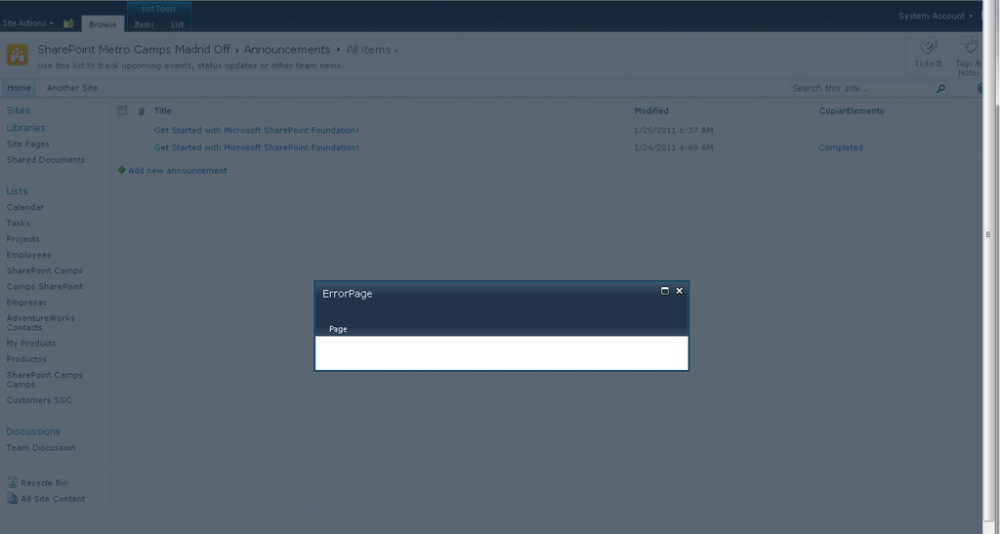 List Tools
Site Actions
Browse
Items
List
System Account
SharePoint Metro Camps Madrid Off
Announcements
All items
Use this list to track upcoming events, status updates or other team news.
I Like It
Tags &
Notes
Home
Another Site
Search this site...
Sites
Libraries
Site Pages
Shared Documents
Lists
Calendar
Tasks
Projects
Employees
SharePoint Camps
Camps SharePoint
Empresas
AdventureWorks
Contacts
My Products
Productos
SharePoint Camps
Camps
Customers SSC
Discussions
Team Discussion
Recycle Bin
All Site Content
Title
Modified
CopiarElemento
Get Started with Microsoft SharePoint Foundation!
1/25/2011 6:37 AM
Get Started with Microsoft SharePoint Foundation!
1/24/2011 4:49 AM
Completed
Add new announcement
ErrorPage
Page